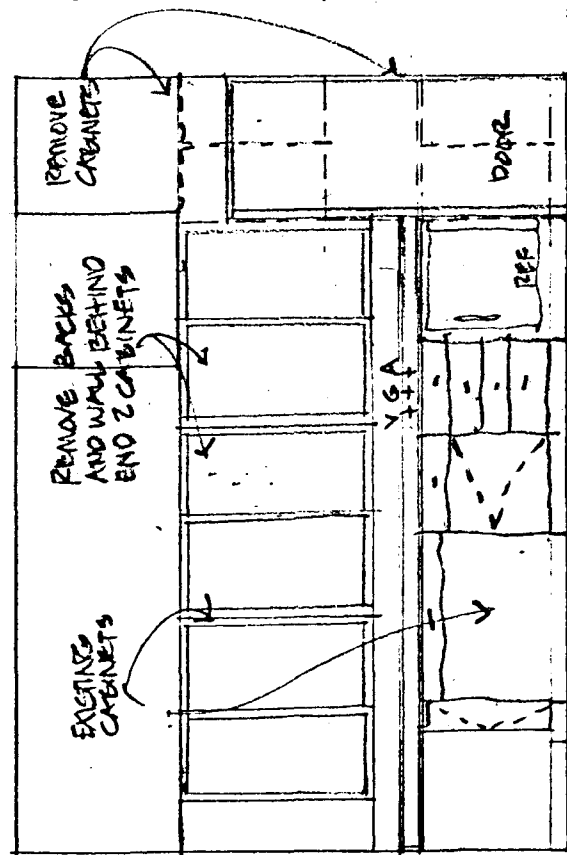 EXISTING
CABINETS
REMOVE BACKS
AND WALL BEHIND
END 2 CABINETS
REMOVE
CABINETS
V G A
REF
DOOR